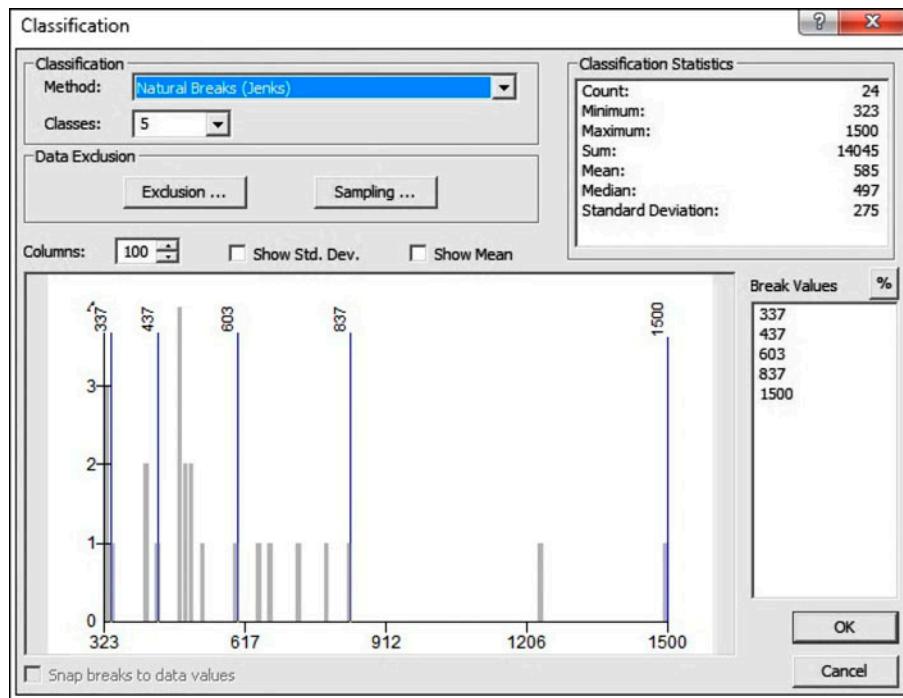 Classification
Classification
Method: Natural Breaks (Jenks)
Classes: 5
Data Exclusion
Exclusion ...
Sampling ...
Classification Statistics
Count: 24
Minimum: 323
Maximum: 1500
Sum: 14045
Mean: 585
Median: 497
Standard Deviation: 275
Columns: 100
Show Std. Dev.
Show Mean
Break Values
%
337
437
603
837
1500
4
3
2
1
0
337
437
603
837
1500
323
617
912
1206
1500
Snap breaks to data values
OK
Cancel